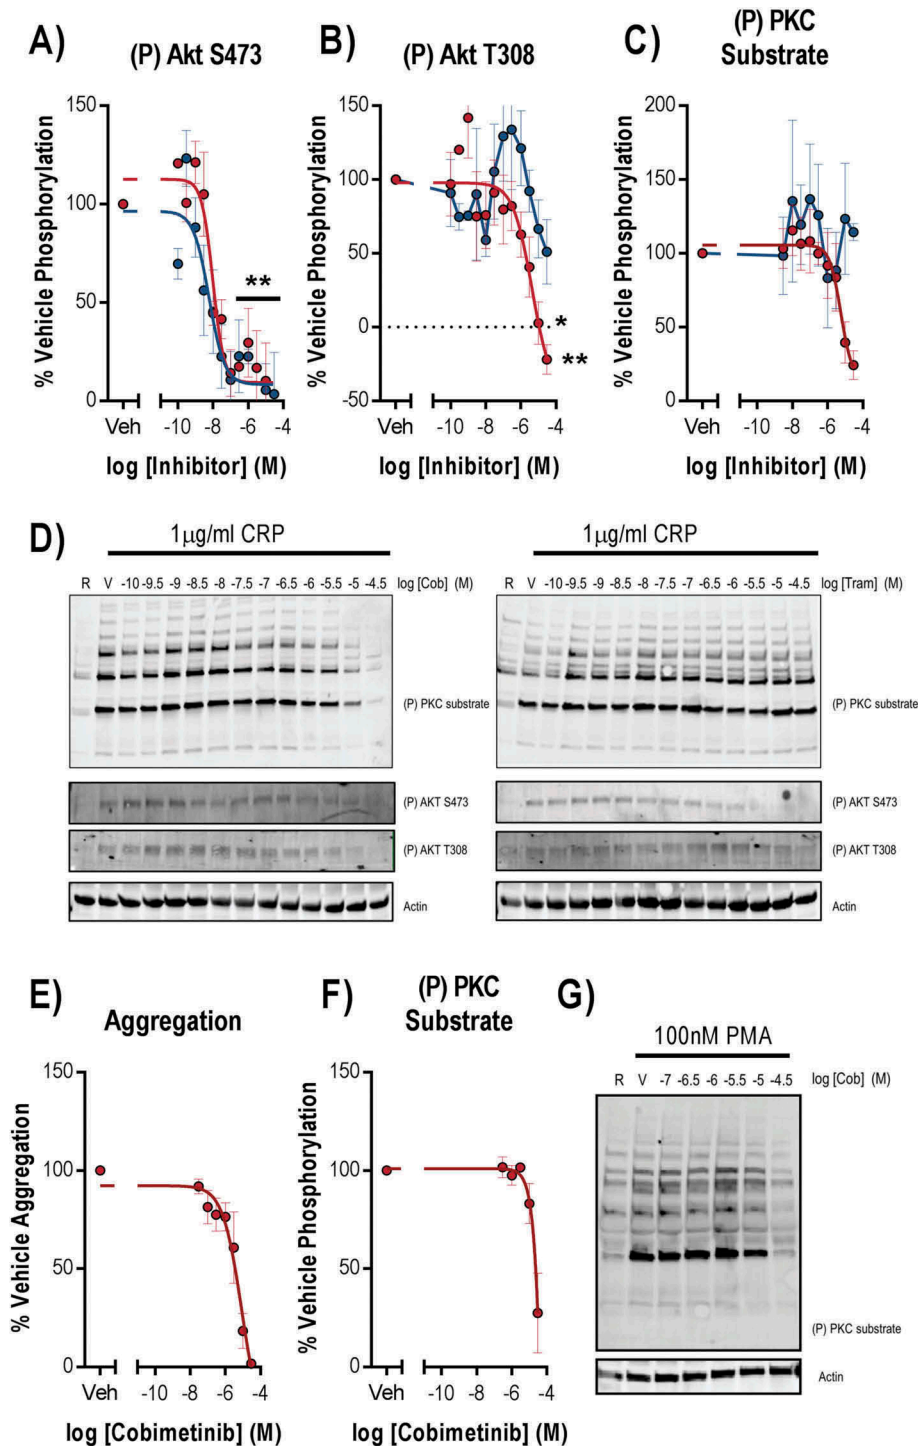 A)
(P) Akt S473
% Vehicle Phosphorylation
150
100
50
0
**
Veh
-10 -8 -6 -4
log [Inhibitor] (M)
B)
(P) Akt T308
% Vehicle Phosphorylation
150
100
50
0
-50
*
**
Veh
-10 -8 -6 -4
log [Inhibitor] (M)
C)
(P) PKC
Substrate
% Vehicle Phosphorylation
200
150
100
50
0
Veh
-10 -8 -6 -4
log [Inhibitor] (M)
D)
1µg/ml CRP
R V -10 -9.5 -9 -8.5 -8 -7.5 -7 -6.5 -6 -5.5 -5 -4.5 log [Cob] (M)
(P) PKC substrate
(P) AKT S473
(P) AKT T308
Actin
1µg/ml CRP
R V -10 -9.5 -9 -8.5 -8 -7.5 -7 -6.5 -6 -5.5 -5 -4.5 log [Tram] (M)
(P) PKC substrate
(P) AKT S473
(P) AKT T308
Actin
E)
Aggregation
% Vehicle Aggregation
150
100
50
0
Veh
-10 -8 -6 -4
log [Cobimetinib] (M)
F)
(P) PKC
Substrate
% Vehicle Phosphorylation
150
100
50
0
Veh
-10 -8 -6 -4
log [Cobimetinib] (M)
G)
100nM PMA
R V -7 -6.5 -6 -5.5 -5 -4.5 log [Cob] (M)
(P) PKC substrate
Actin